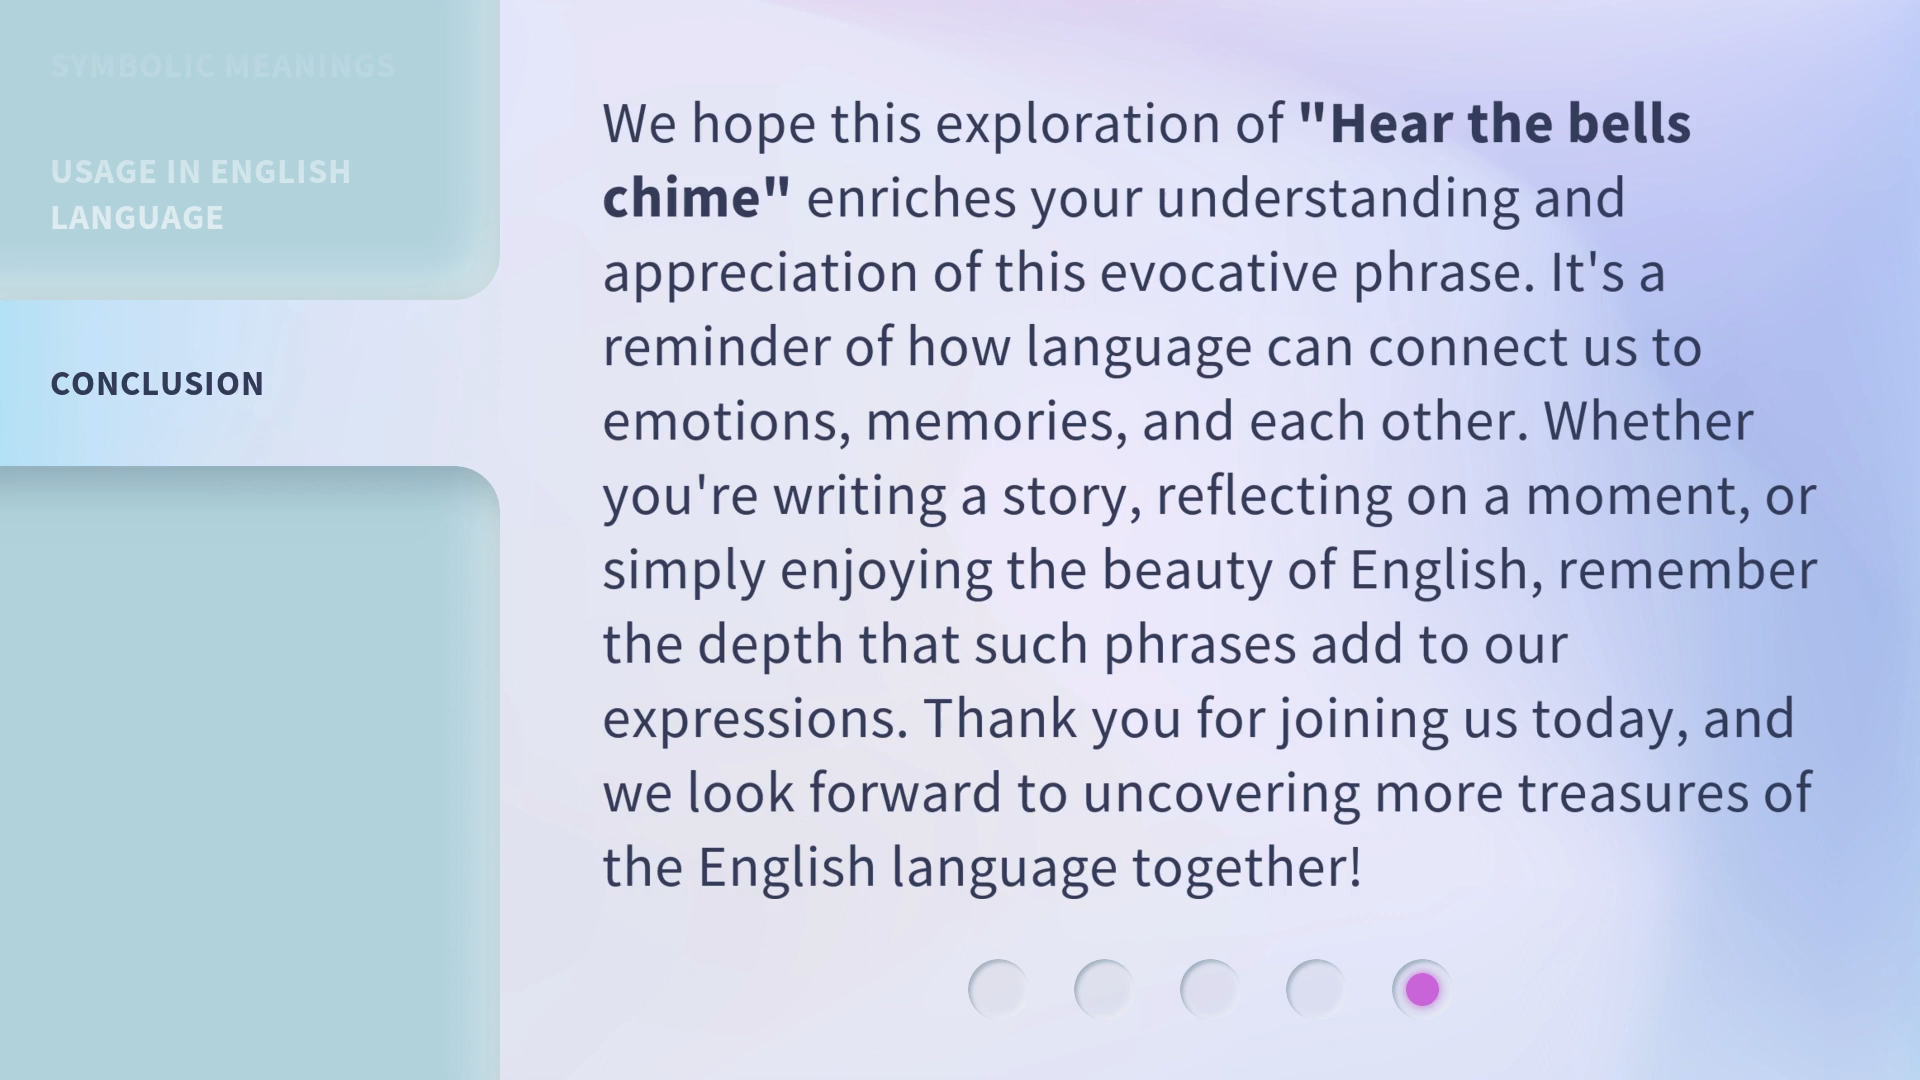 SYMBOLIC MEANINGS
USAGE IN ENGLISH
LANGUAGE
CONCLUSION
We hope this exploration of "Hear the bells
chime" enriches your understanding and
appreciation of this evocative phrase. It's a
reminder of how language can connect us to
emotions, memories, and each other. Whether
you're writing a story, reflecting on a moment, or
simply enjoying the beauty of English, remember
the depth that such phrases add to our
expressions. Thank you for joining us today, and
we look forward to uncovering more treasures of
the English language together!